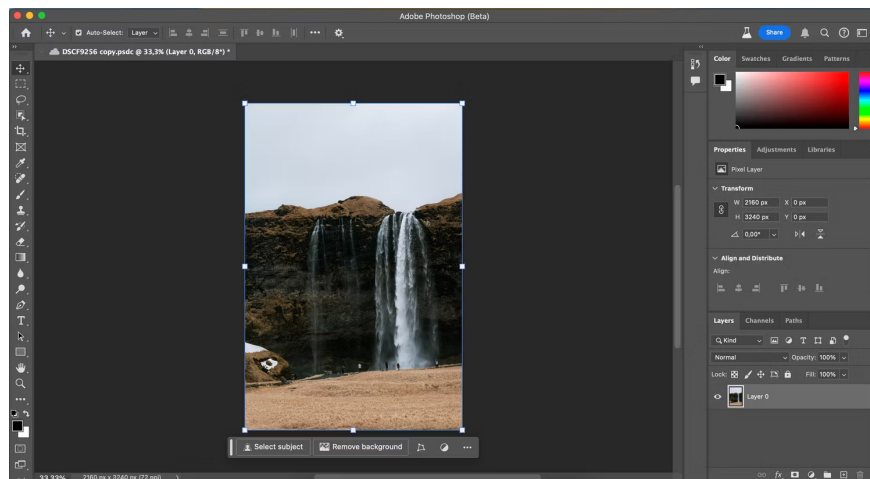 Adobe Photoshop (Beta)
Auto-Select: Layer
Share
DSCF9256 copy.psdc @ 33,3% (Layer 0, RGB/8*) *
Color Swatches Gradients Patterns
Properties Adjustments Libraries
Pixel Layer
Transform
W 2160 px X 0 px
H 3240 px Y 0 px
0,00°
Align and Distribute
Align:
Layers Channels Paths
Kind
Normal Opacity: 100%
Lock: Fill: 100%
Layer 0
Select subject Remove background
33,33% 2160 px x 3240 px (72 ppi)
fx